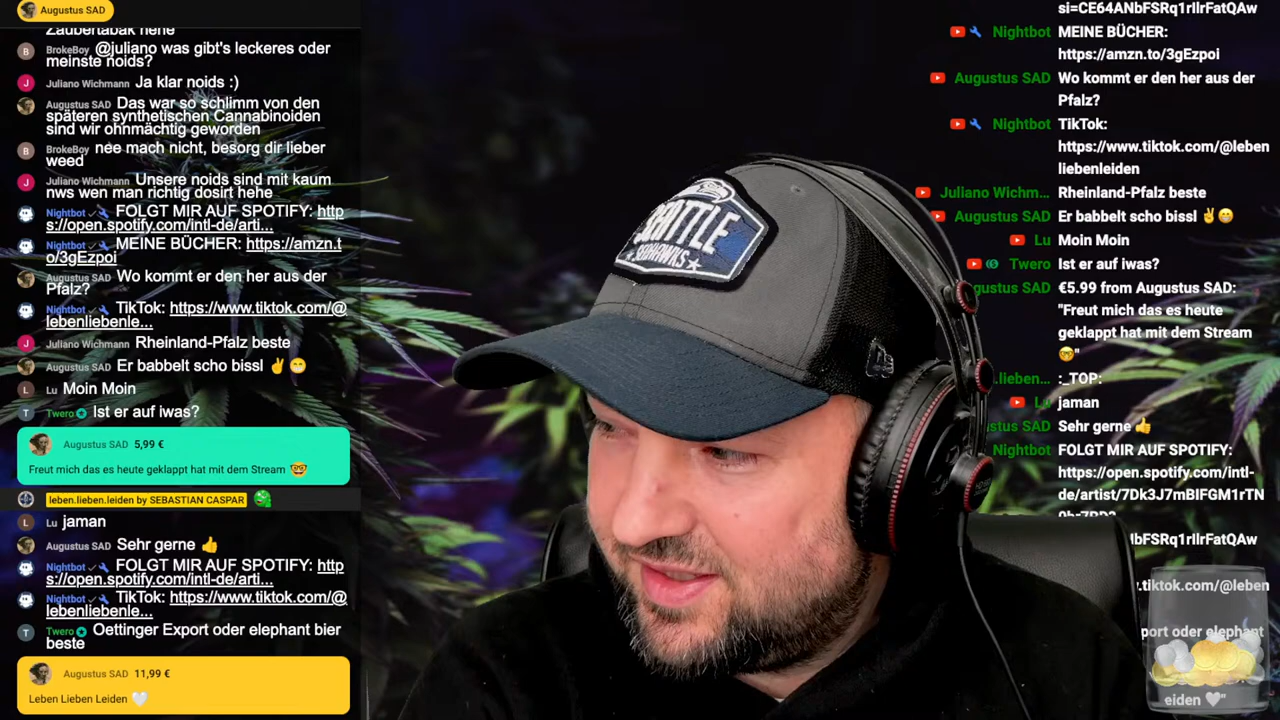 Augustus SAD
Zaubertabak hehe
BrokeBoy @juliano was gibt's leckeres oder
meinste noids?
Juliano Wichmann Ja klar noids :)
Augustus SAD Das war so schlimm von den
späteren synthetischen Cannabinoiden
sind wir ohnmächtig geworden
BrokeBoy nee mach nicht, besorg dir lieber
weed
Juliano Wichmann Unsere noids sind mit kaum
nws wen man richtig dosirt hehe
Nightbot FOLGT MIR AUF SPOTIFY: http
s://open.spotify.com/intl-de/arti...
Nightbot MEINE BÜCHER: https://amzn.t
o/3gEzpoi
Augustus SAD Wo kommt er den her aus der
Pfalz?
Nightbot TikTok: https://www.tiktok.com/@
lebenliebenle...
Juliano Wichmann Rheinland-Pfalz beste
Augustus SAD Er babbelt scho bissl ✌️😁
L Lu Moin Moin
T Twero Ist er auf iwas?
Augustus SAD 5,99 €
Freut mich das es heute geklappt hat mit dem Stream 🤓
leben.lieben.leiden by SEBASTIAN CASPAR
L Lu jaman
Augustus SAD Sehr gerne 👍
Nightbot FOLGT MIR AUF SPOTIFY: http
s://open.spotify.com/intl-de/arti...
Nightbot TikTok: https://www.tiktok.com/@
lebenliebenle...
T Twero Oettinger Export oder elephant bier
beste
Augustus SAD 11,99 €
Leben Lieben Leiden 🤍
SEATTLE
SEAHAWKS
si=CE64ANbFSRq1rIlrFatQAw
Nightbot MEINE BÜCHER:
https://amzn.to/3gEzpoi
Augustus SAD Wo kommt er den her aus der
Pfalz?
Nightbot TikTok:
https://www.tiktok.com/@leben
liebenleiden
Juliano Wichm... Rheinland-Pfalz beste
Augustus SAD Er babbelt scho bissl ✌️😁
Lu Moin Moin
Twero Ist er auf iwas?
gustus SAD €5.99 from Augustus SAD:
"Freut mich das es heute
geklappt hat mit dem Stream
🤓"
.lieben... :_TOP:
Lu jaman
stus SAD Sehr gerne 👍
Nightbot FOLGT MIR AUF SPOTIFY:
https://open.spotify.com/intl-
de/artist/7Dk3J7mBIFGM1rTN
IbFSRq1rIlrFatQAw
.tiktok.com/@leben
port oder elephant
eiden 🤍"